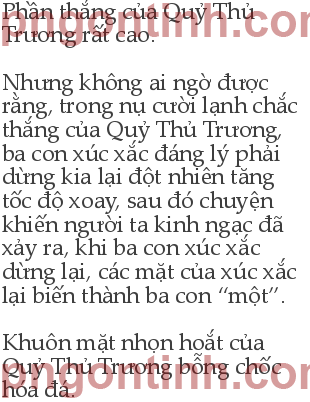 Phần thắng của Quỷ Thủ
Trương rất cao.
pngontinh.com
Nhưng không ai ngờ được
rằng, trong nụ cười lạnh chắc
thắng của Quỷ Thủ Trương,
ba con xúc xắc đáng lý phải
dừng kia lại đột nhiên tăng
tốc độ xoay, sau đó chuyện
khiến người ta kinh ngạc đã
xảy ra, khi ba con xúc xắc
dừng lại, các mặt của xúc xắc
lại biến thành ba con “một”.
Khuôn mặt nhọn hoắt của
Quỷ Thủ Trương bỗng chốc
hóa đá.
pngontinh.com